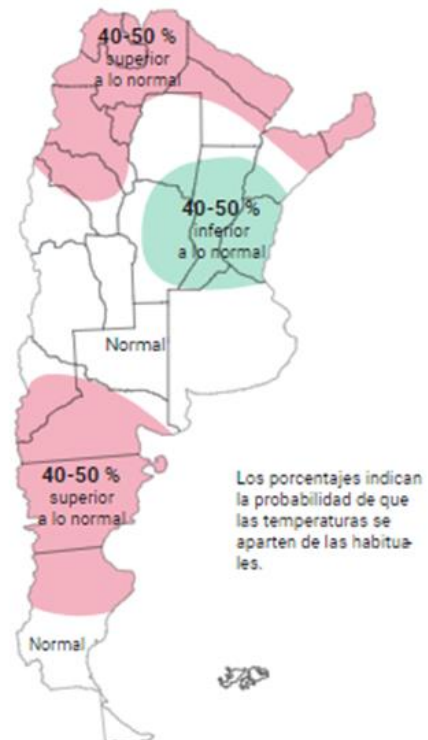 40-50 %
superior
a lo normal
40-50 %
inferior
a lo normal
Normal
40-50 %
superior
a lo normal
Los porcentajes indican
la probabilidad de que
las temperaturas se
aparten de las habitua-
les.
Normal